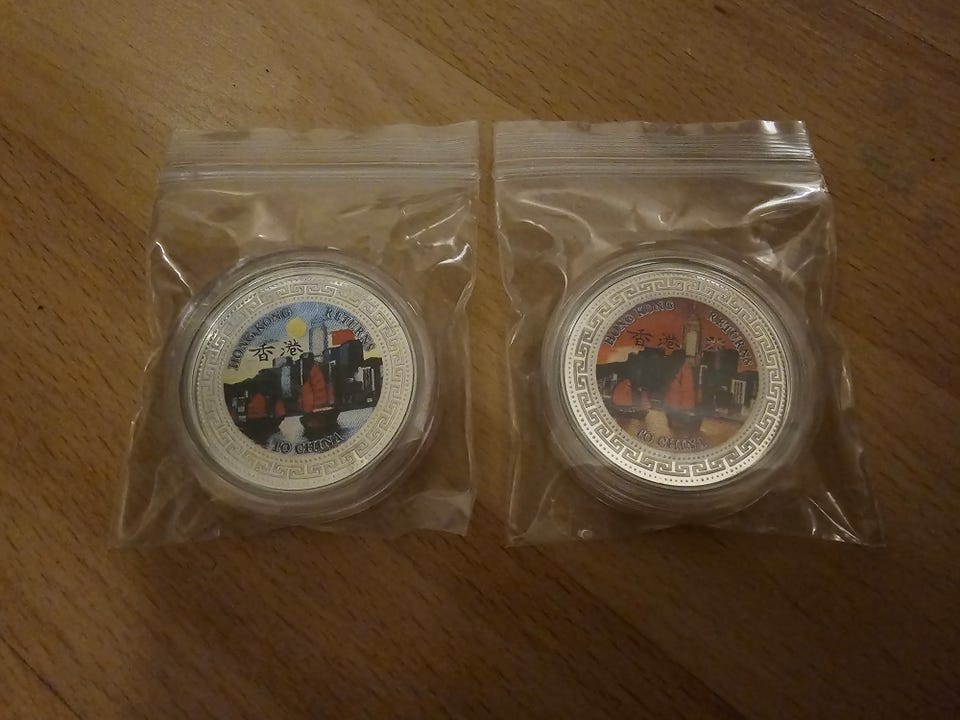 HONG KONG RETURNS
香港
TO CHINA
HONG KONG RETURNS
香港
TO CHINA